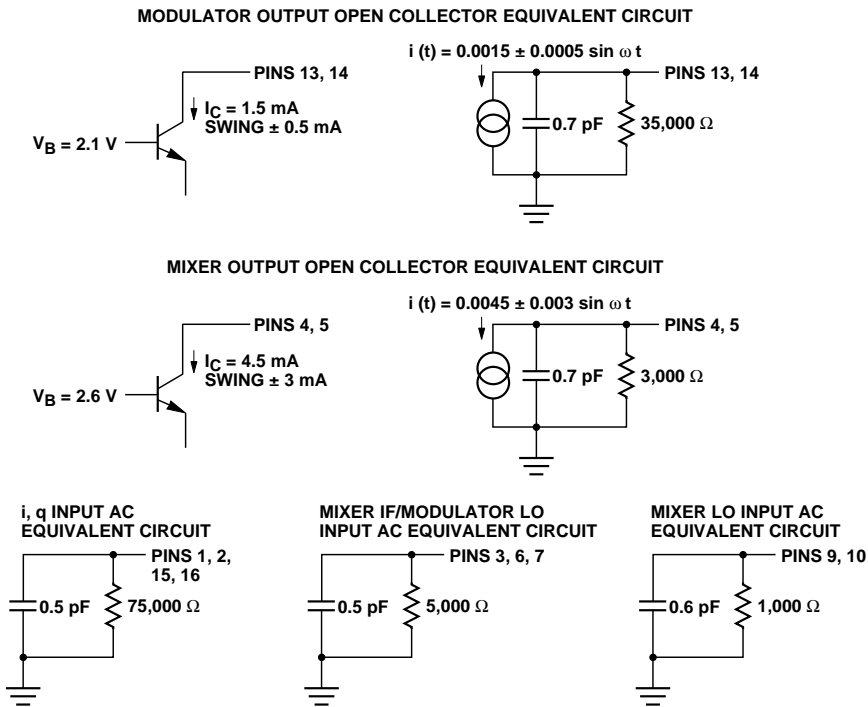 MODULATOR OUTPUT OPEN COLLECTOR EQUIVALENT CIRCUIT
PINS 13, 14
IC = 1.5 mA
SWING ± 0.5 mA
VB = 2.1 V
i (t) = 0.0015 ± 0.0005 sin ω t
PINS 13, 14
0.7 pF
35,000 Ω
MIXER OUTPUT OPEN COLLECTOR EQUIVALENT CIRCUIT
PINS 4, 5
IC = 4.5 mA
SWING ± 3 mA
VB = 2.6 V
i (t) = 0.0045 ± 0.003 sin ω t
PINS 4, 5
0.7 pF
3,000 Ω
i, q INPUT AC
EQUIVALENT CIRCUIT
PINS 1, 2,
15, 16
0.5 pF
75,000 Ω
MIXER IF/MODULATOR LO
INPUT AC EQUIVALENT CIRCUIT
PINS 3, 6, 7
0.5 pF
5,000 Ω
MIXER LO INPUT AC
EQUIVALENT CIRCUIT
PINS 9, 10
0.6 pF
1,000 Ω